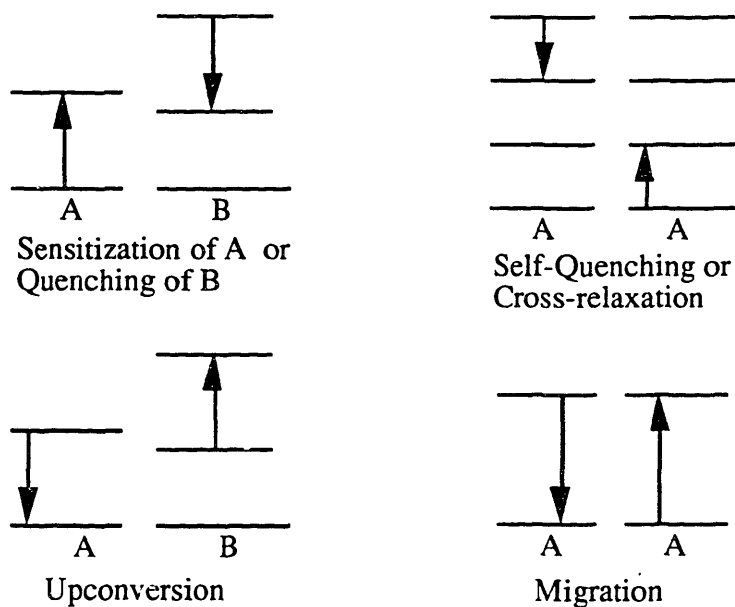 A B
Sensitization of A or
Quenching of B
A A
Self-Quenching or
Cross-relaxation
A B
Upconversion
A A
Migration